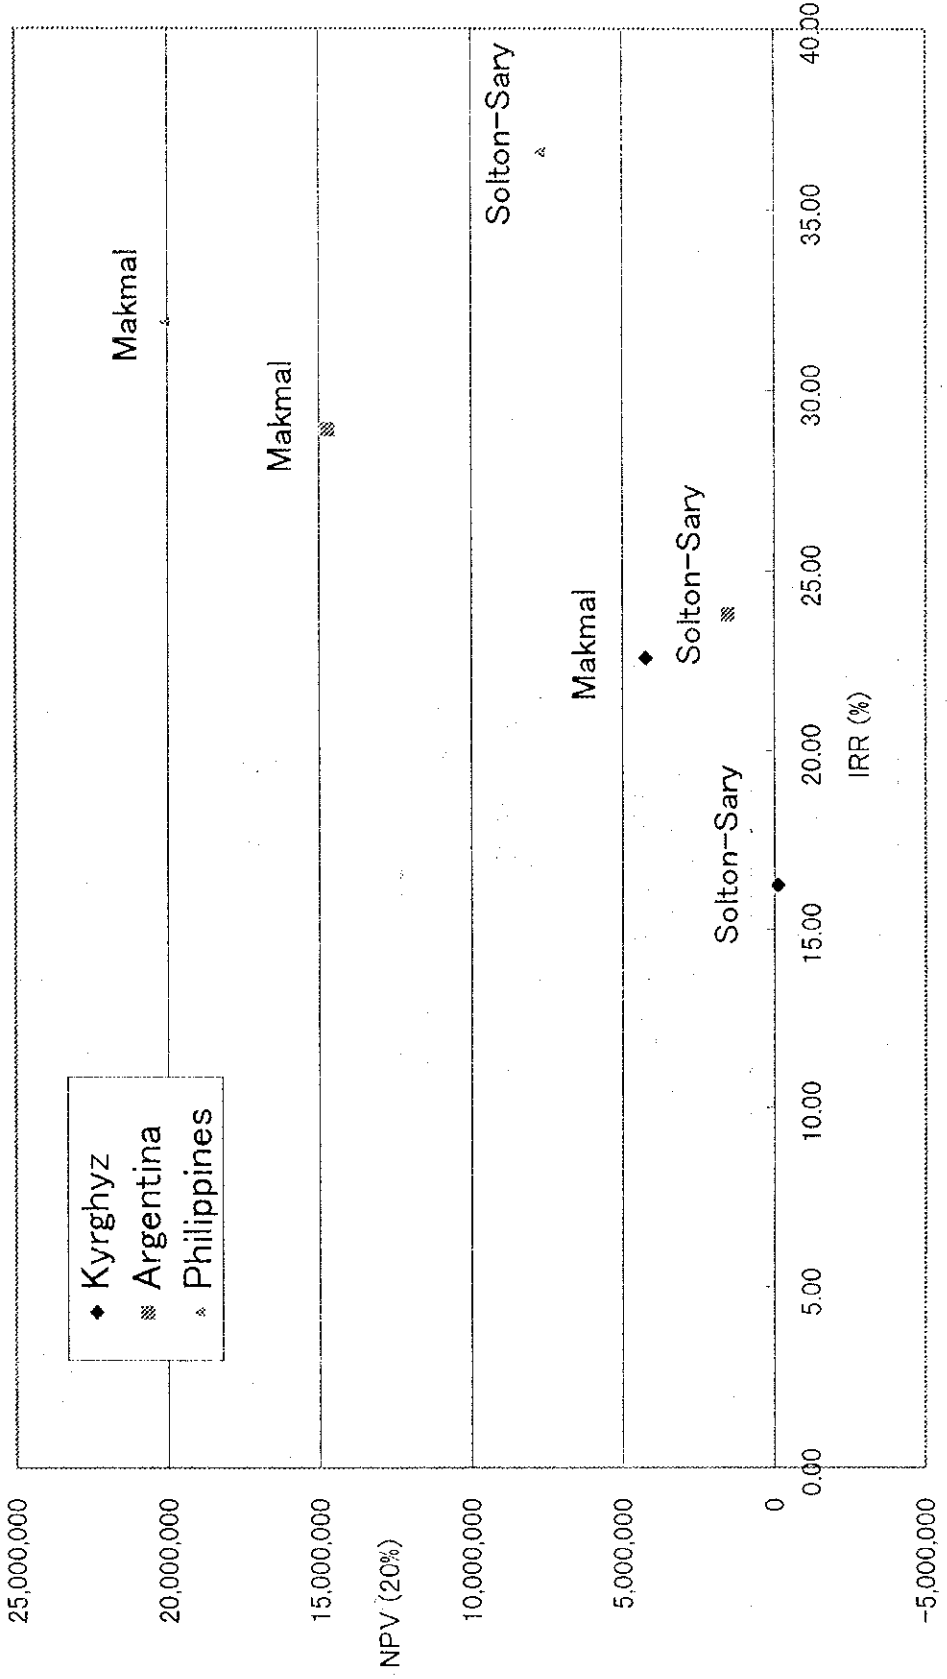 25,000,000
20,000,000
15,000,000
10,000,000
5,000,000
0
-5,000,000
NPV (20%)
Kyrghyz
Argentina
Philippines
Makmal
Makmal
Solton-Sary
Makmal
Solton-Sary
Solton-Sary
0.00
5.00
10.00
15.00
20.00
25.00
30.00
35.00
40.00
IRR (%)